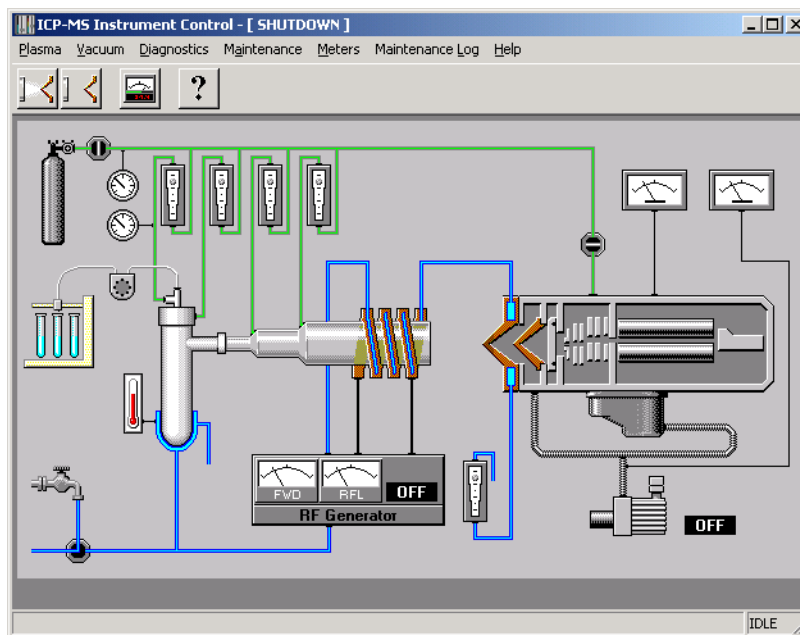 ICP-MS Instrument Control - [ SHUTDOWN ]
Plasma Vacuum Diagnostics Maintenance Meters Maintenance Log Help
?
FWD RFL OFF
RF Generator
OFF
IDLE